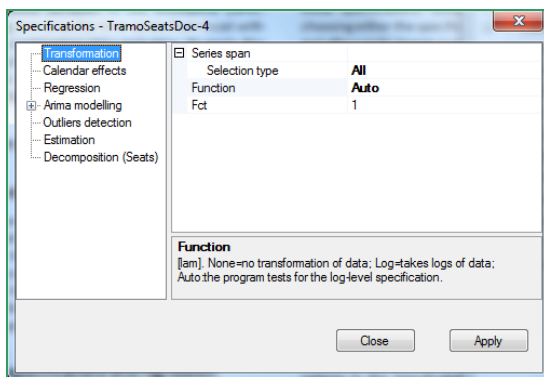 Specifications - TramoSeatsDoc-4
Transformation
Calendar effects
Regression
Arima modelling
Outliers detection
Estimation
Decomposition (Seats)
Series span
Selection type All
Function Auto
Fct 1
Function
[lam]. None=no transformation of data; Log=takes logs of data;
Auto:the program tests for the log-level specification.
Close
Apply